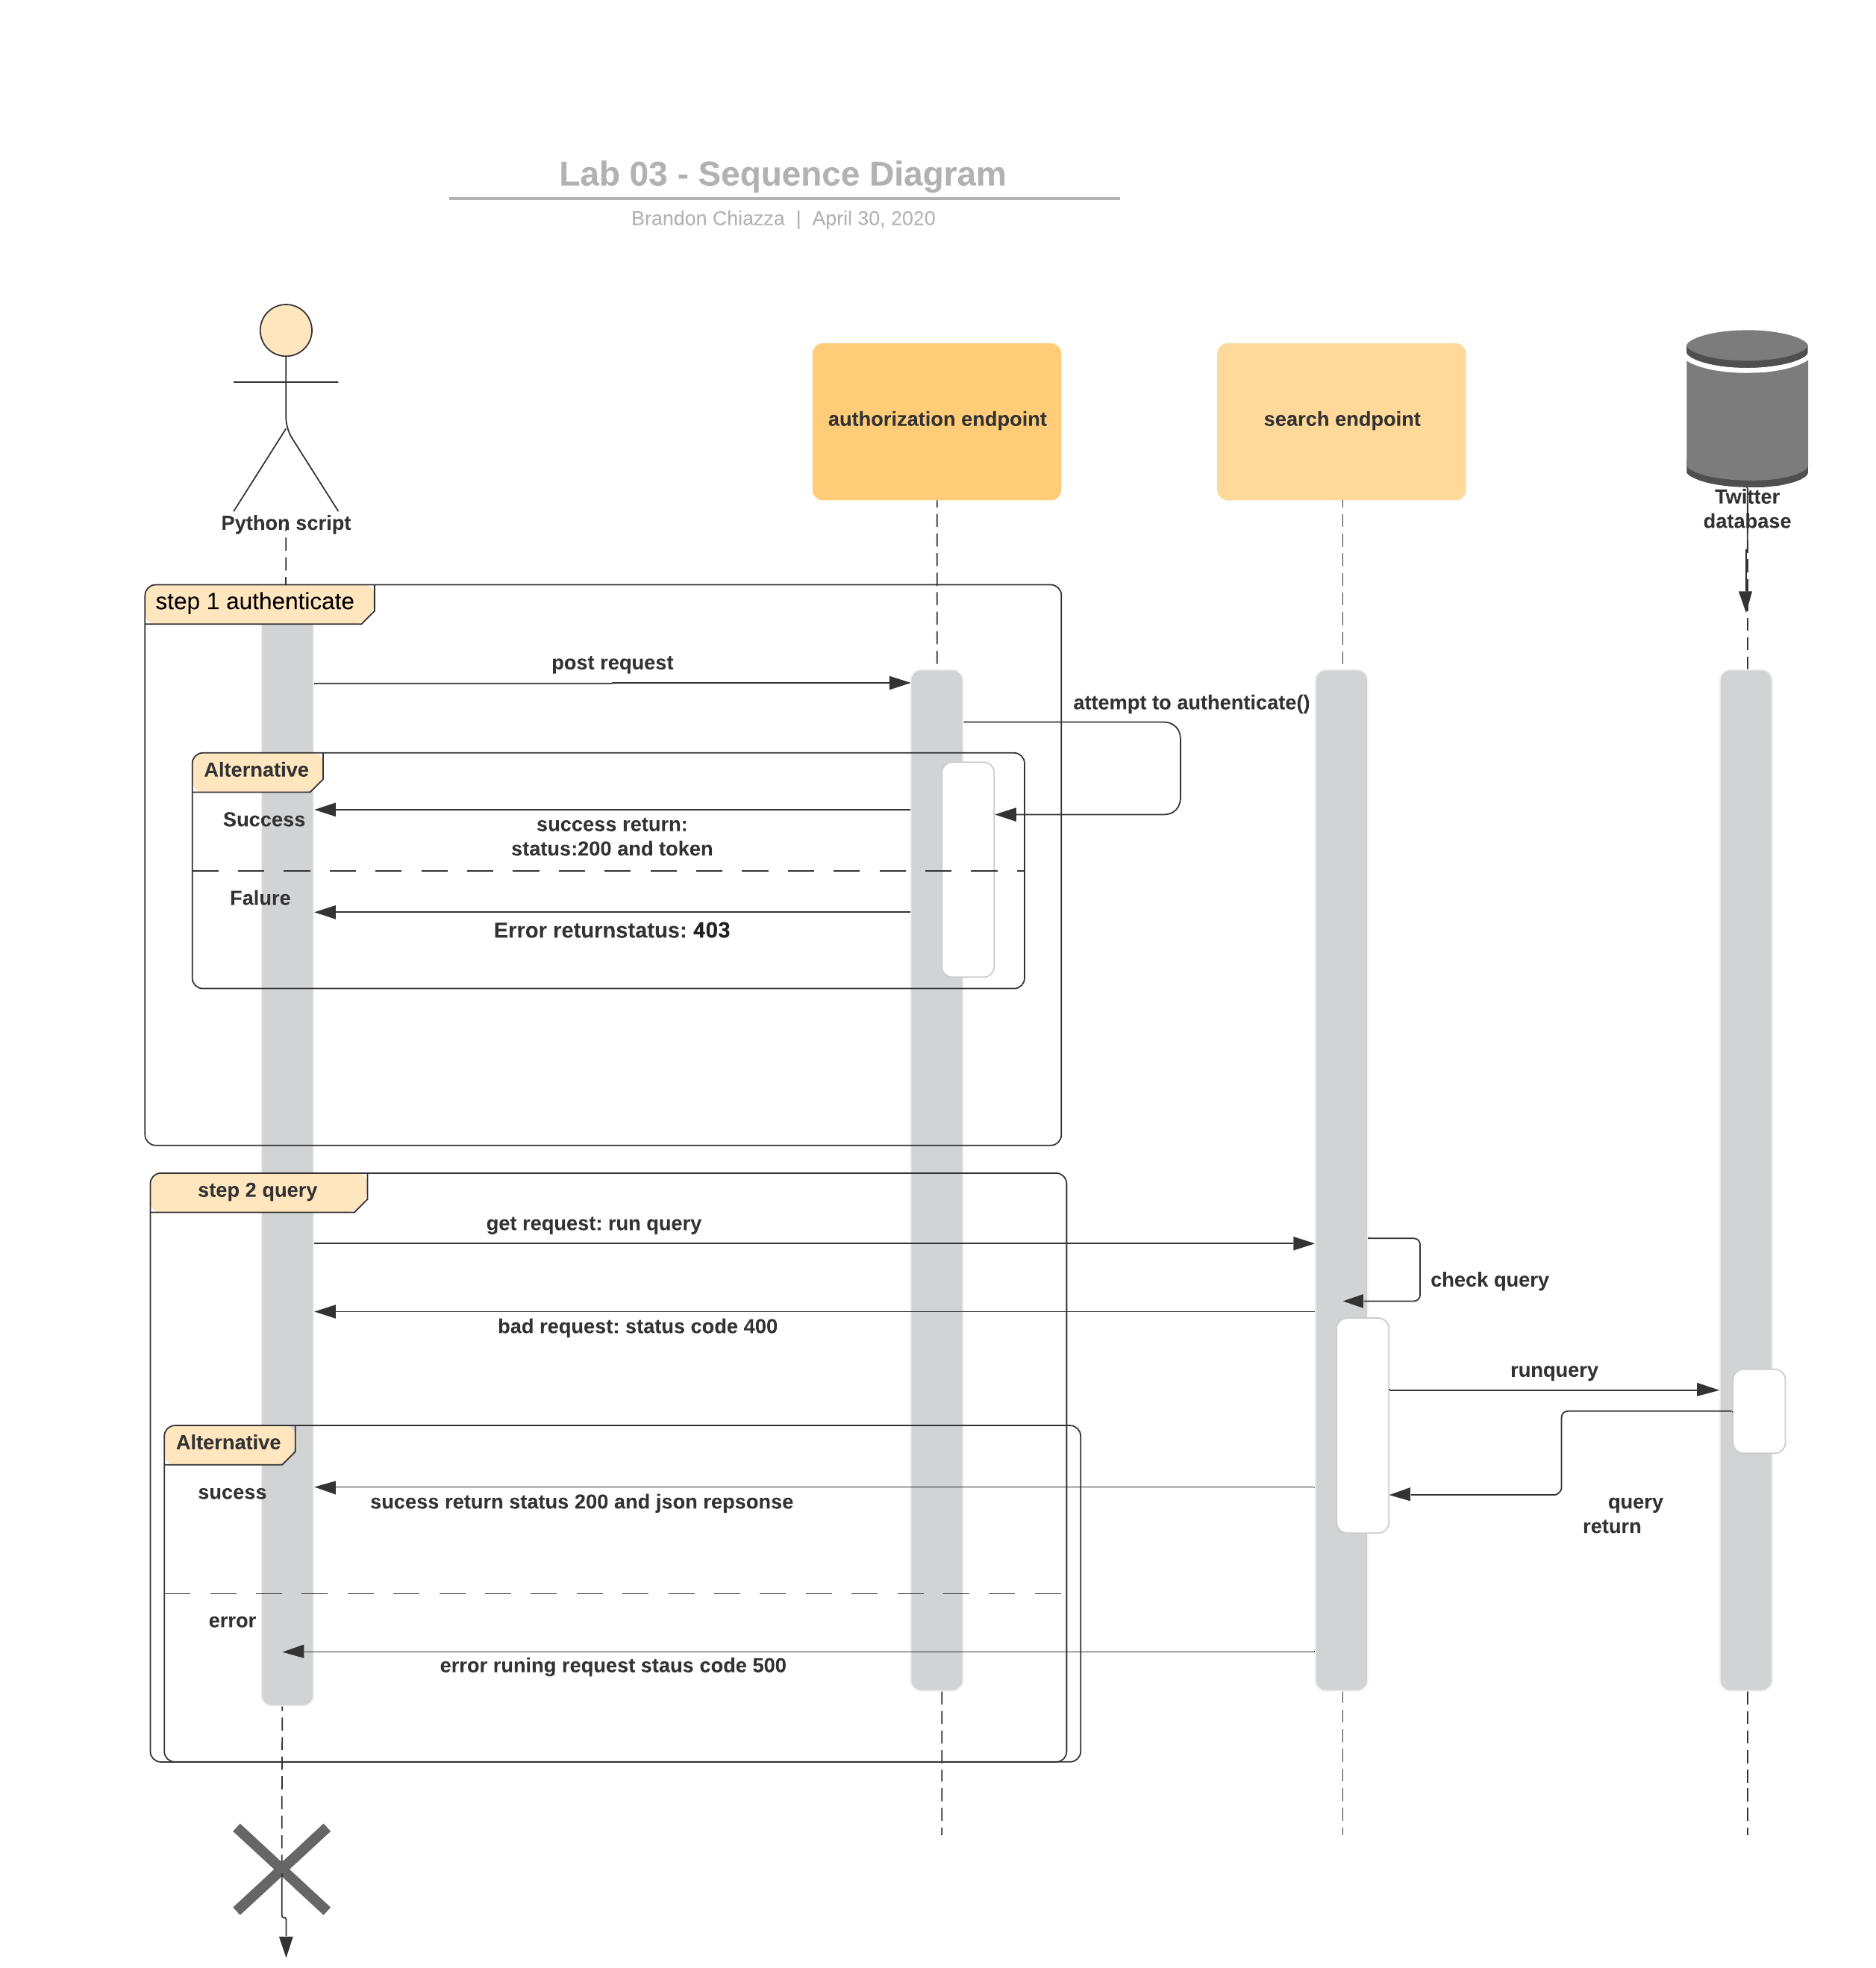 Lab 03 - Sequence Diagram
Brandon Chiazza | April 30, 2020
authorization endpoint
search endpoint
Python script
Twitter
database
step 1 authenticate
post request
attempt to authenticate()
Alternative
Success
success return:
status:200 and token
Falure
Error returnstatus: 403
step 2 query
get request: run query
check query
bad request: status code 400
runquery
Alternative
sucess
sucess return status 200 and json repsonse
query
return
error
error runing request staus code 500